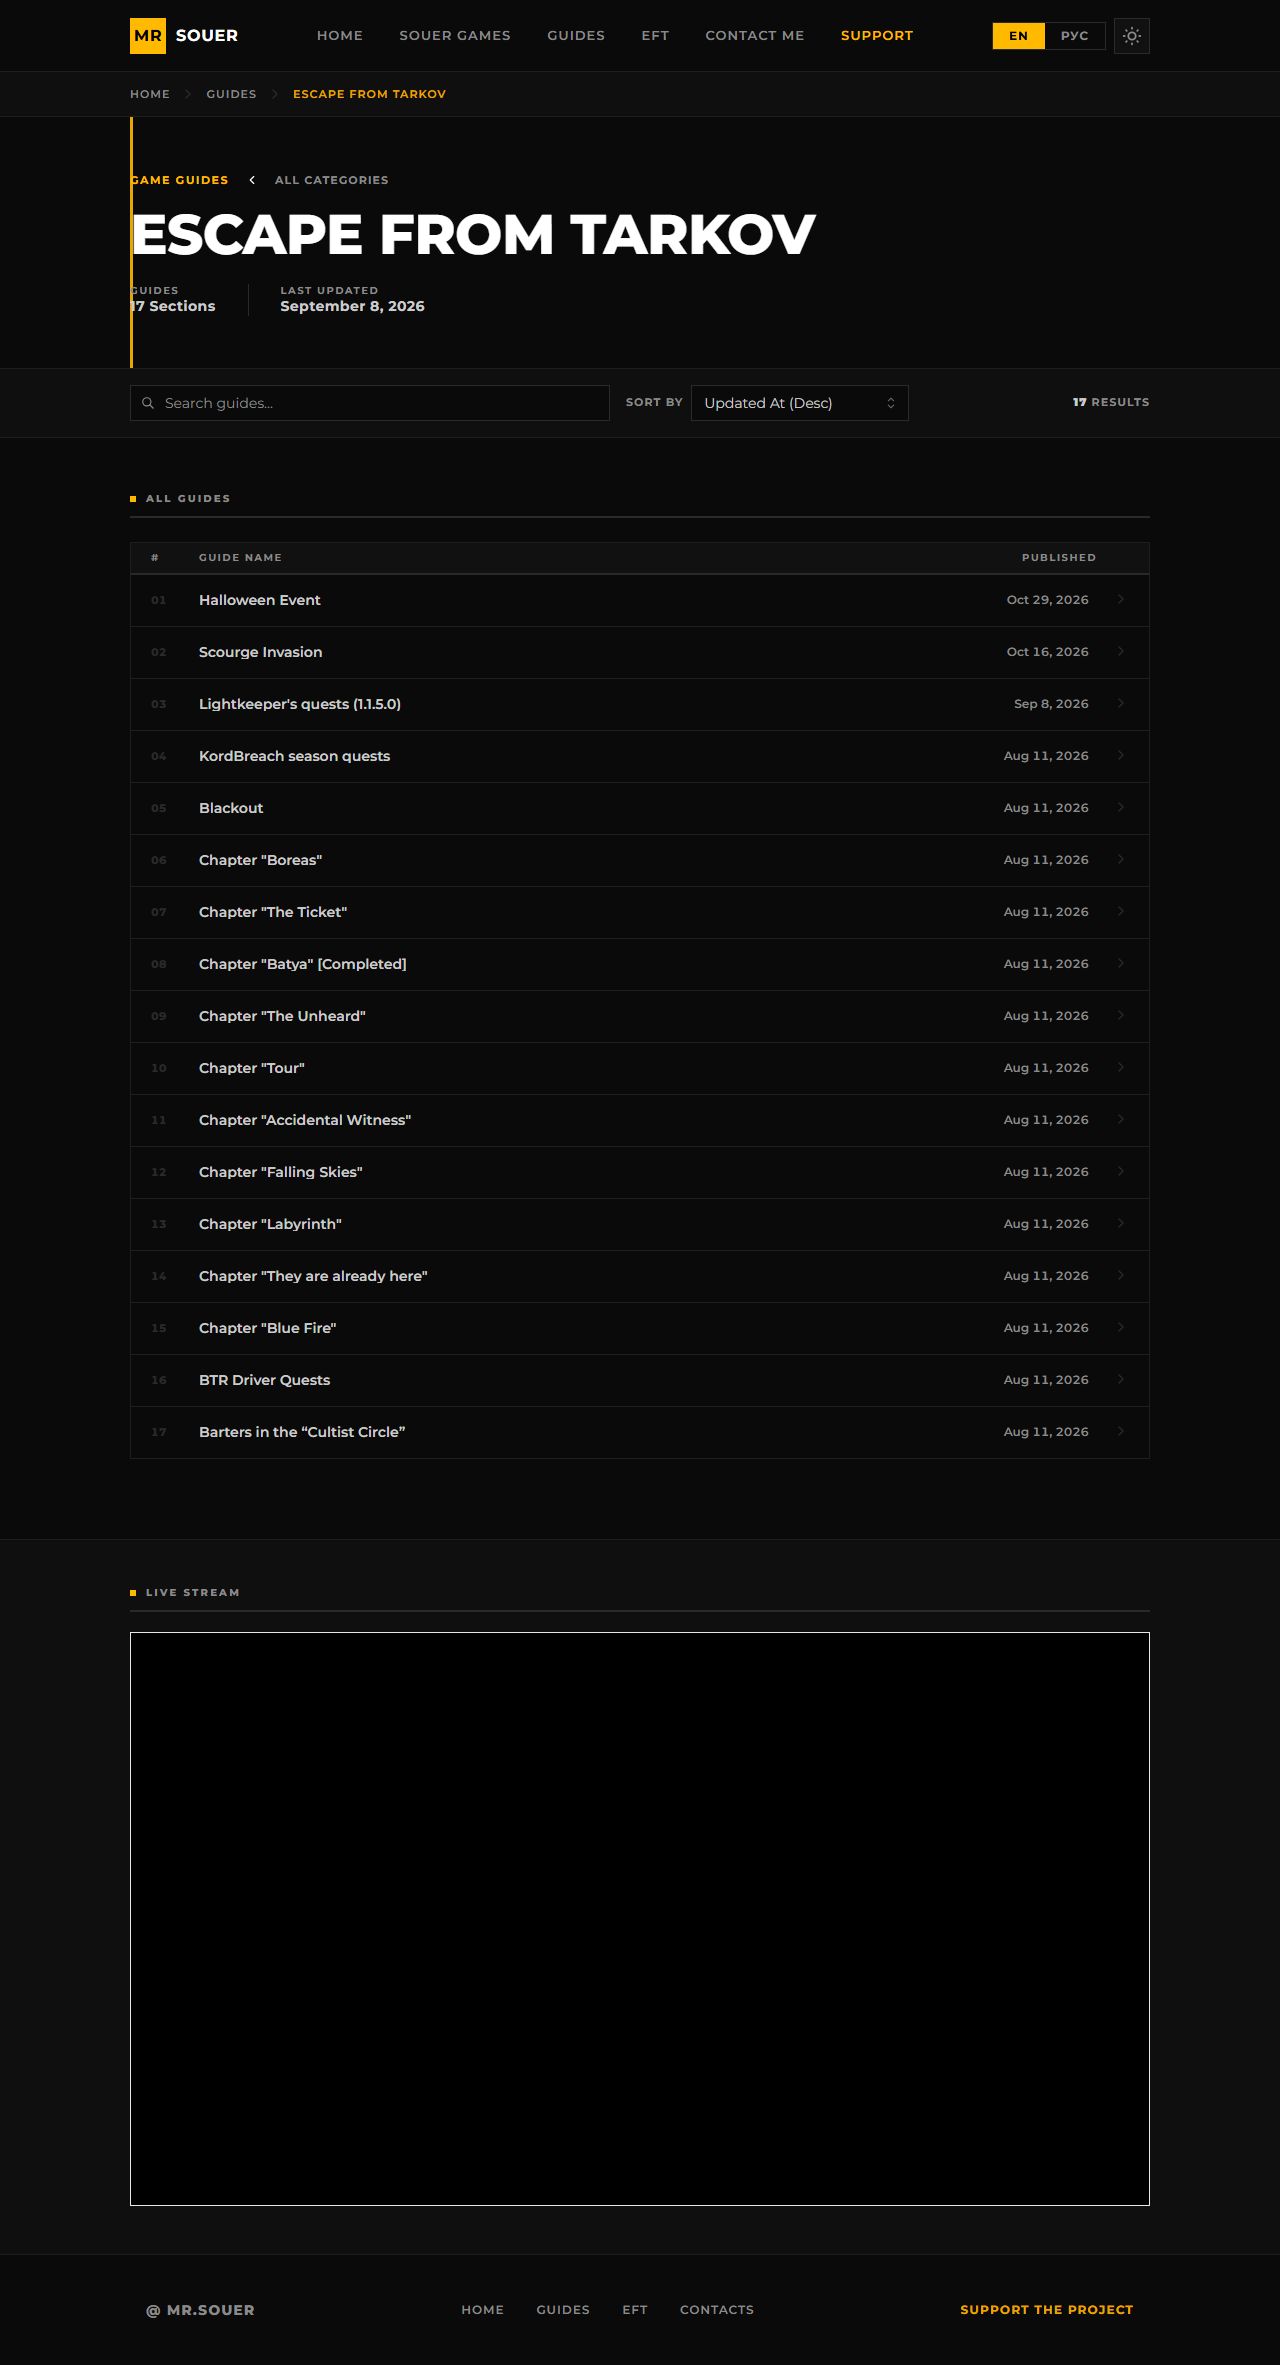 MR SOUER HOME SOUER GAMES GUIDES EFT CONTACT ME SUPPORT EN РУС
HOME GUIDES ESCAPE FROM TARKOV
GAME GUIDES ALL CATEGORIES
ESCAPE FROM TARKOV
GUIDES LAST UPDATED
17 Sections September 8, 2026
Search guides... SORT BY Updated At (Desc) 17 RESULTS
ALL GUIDES
# GUIDE NAME PUBLISHED
01 Halloween Event Oct 29, 2026
02 Scourge Invasion Oct 16, 2026
03 Lightkeeper's quests (1.1.5.0) Sep 8, 2026
04 KordBreach season quests Aug 11, 2026
05 Blackout Aug 11, 2026
06 Chapter "Boreas" Aug 11, 2026
07 Chapter "The Ticket" Aug 11, 2026
08 Chapter "Batya" [Completed] Aug 11, 2026
09 Chapter "The Unheard" Aug 11, 2026
10 Chapter "Tour" Aug 11, 2026
11 Chapter "Accidental Witness" Aug 11, 2026
12 Chapter "Falling Skies" Aug 11, 2026
13 Chapter "Labyrinth" Aug 11, 2026
14 Chapter "They are already here" Aug 11, 2026
15 Chapter "Blue Fire" Aug 11, 2026
16 BTR Driver Quests Aug 11, 2026
17 Barters in the “Cultist Circle” Aug 11, 2026
LIVE STREAM
@ MR.SOUER HOME GUIDES EFT CONTACTS SUPPORT THE PROJECT